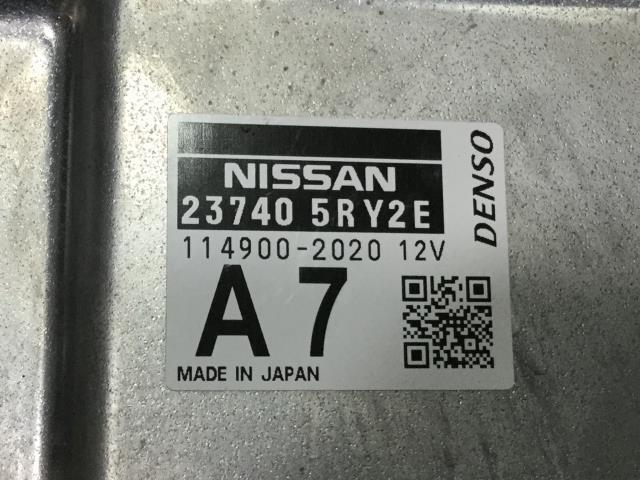 NISSAN
23740 5RY2E
114900-2020 12V
A7
MADE IN JAPAN
DENSO